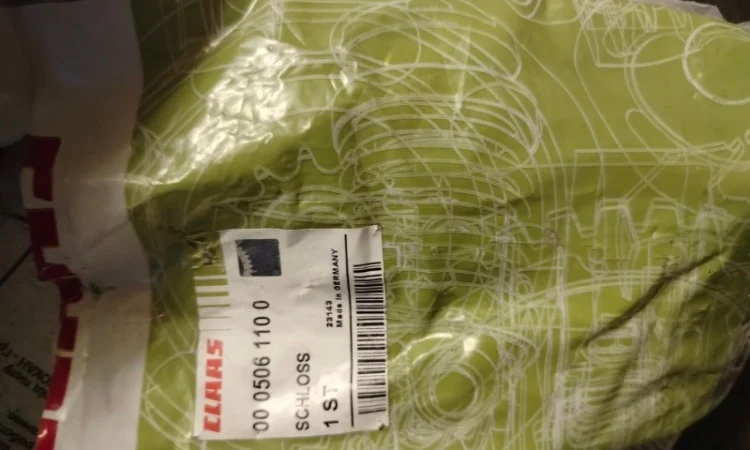 CLAAS
00 0506 110 0
SCHLOSS
1 ST
23143
Made in GERMANY